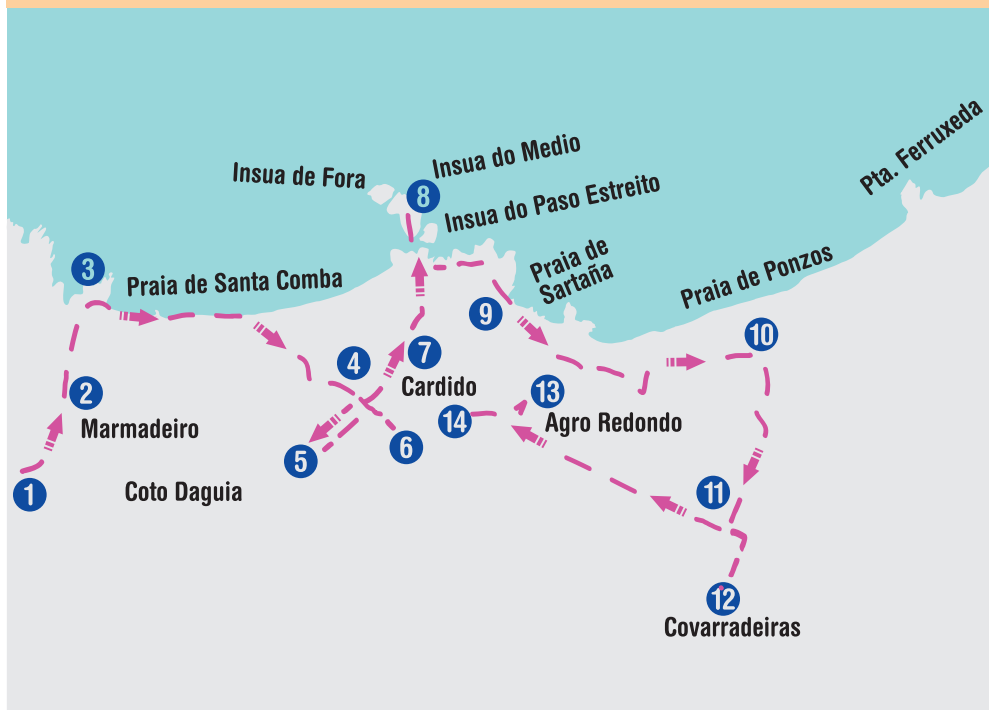 Insua do Medio
Insua de Fora
8
Insua do Paso Estreito
Pta. Ferruxeda
3
Praia de Santa Comba
Praia de
Sartaña
Praia de Ponzos
9
10
4
7
Cardido
2
Marmadeiro
13
14
Agro Redondo
6
5
1
Coto Daguia
11
12
Covarradeiras